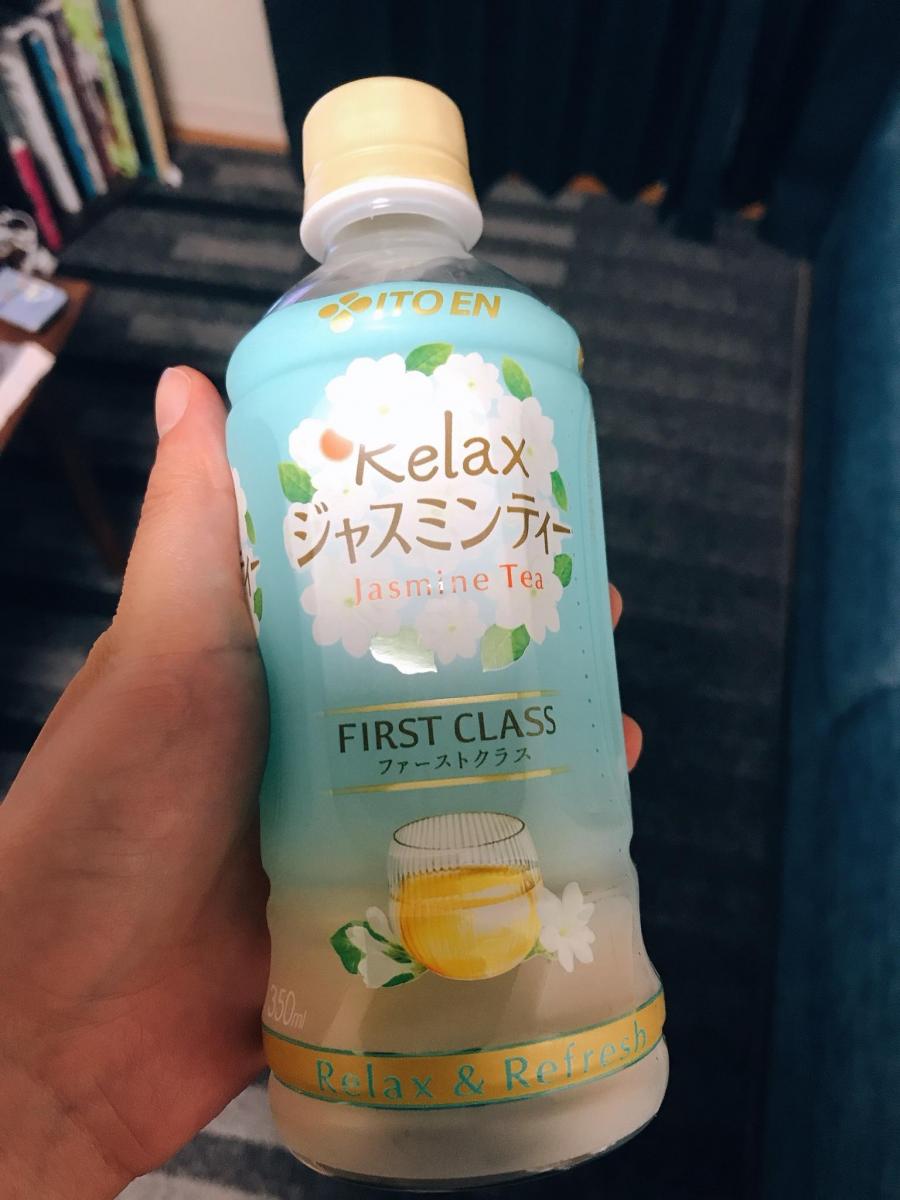 ITO EN
Relax
ジャスミンティー
Jasmine Tea
FIRST CLASS
ファーストクラス
350ml
Relax & Refresh